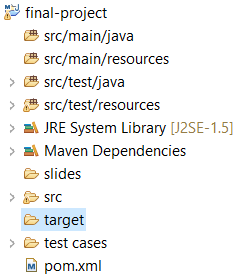 final-project
src/main/java
src/main/resources
src/test/java
src/test/resources
JRE System Library [J2SE-1.5]
Maven Dependencies
slides
src
target
test cases
pom.xml